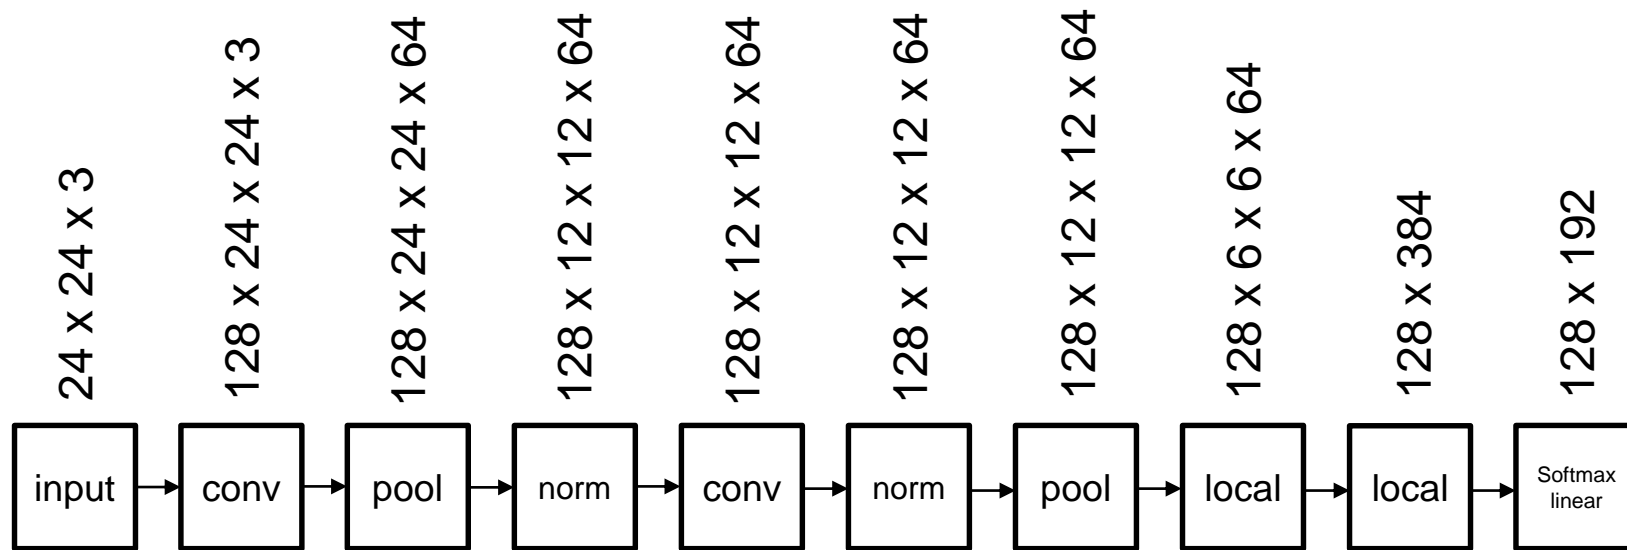 24 x 24 x 3
128 x 24 x 24 x 3
128 x 24 x 24 x 64
128 x 12 x 12 x 64
128 x 12 x 12 x 64
128 x 12 x 12 x 64
128 x 12 x 12 x 64
128 x 6 x 6 x 64
128 x 384
128 x 192
input
conv
pool
norm
conv
norm
pool
local
local
Softmax
linear